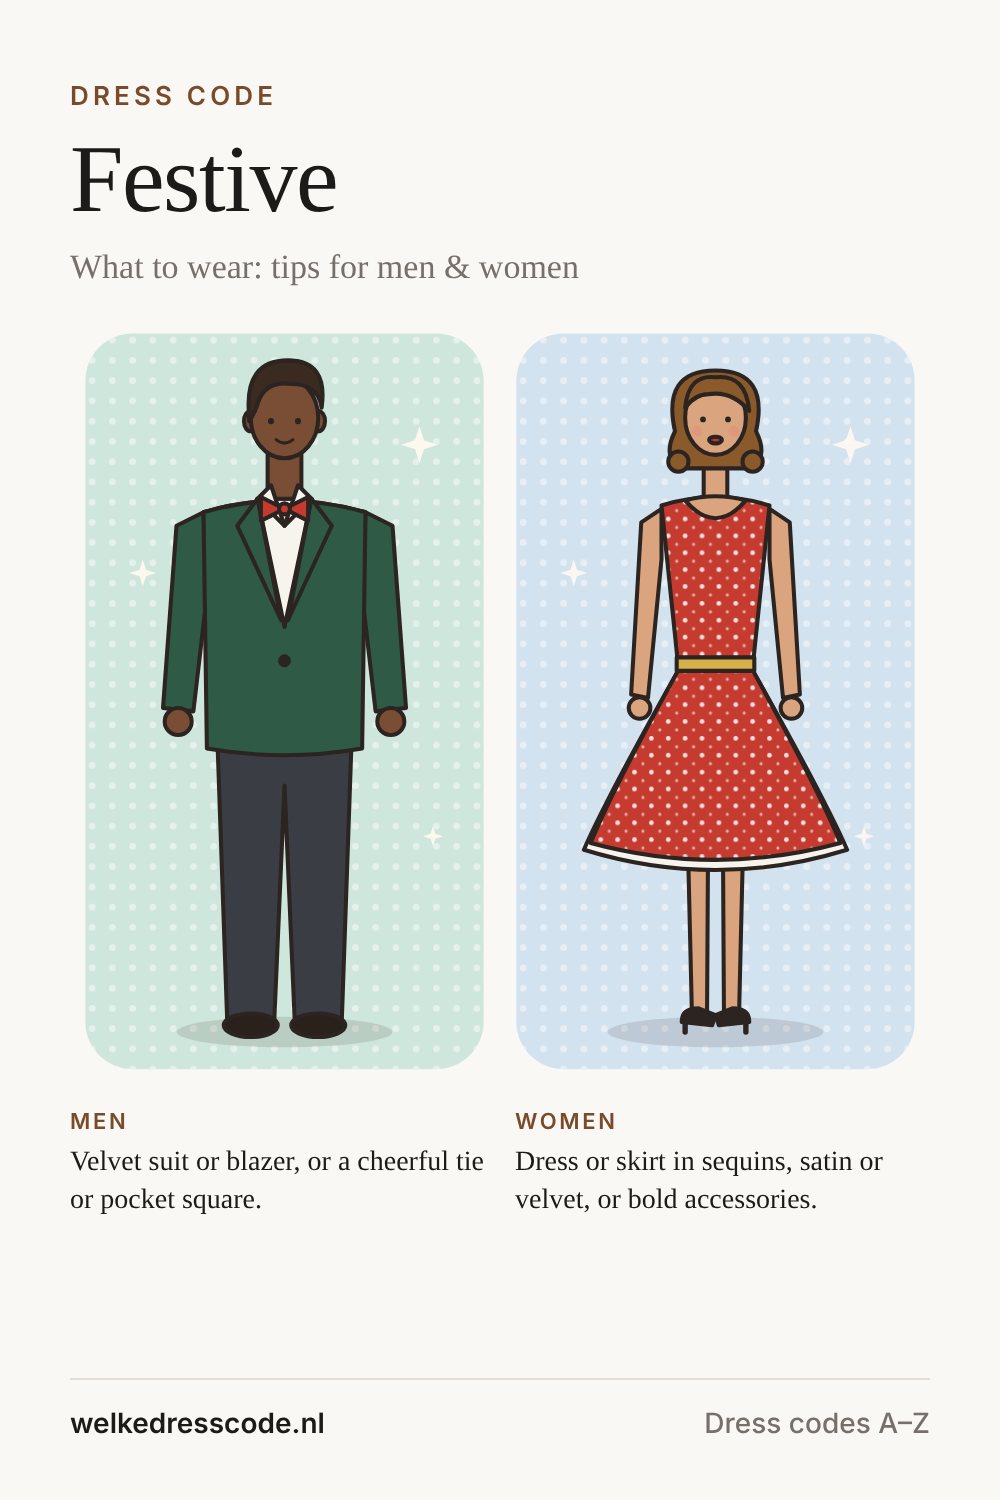 DRESS CODE
Festive
What to wear: tips for men & women
MEN
Velvet suit or blazer, or a cheerful tie
or pocket square.
WOMEN
Dress or skirt in sequins, satin or
velvet, or bold accessories.
welkedresscode.nl
Dress codes A–Z